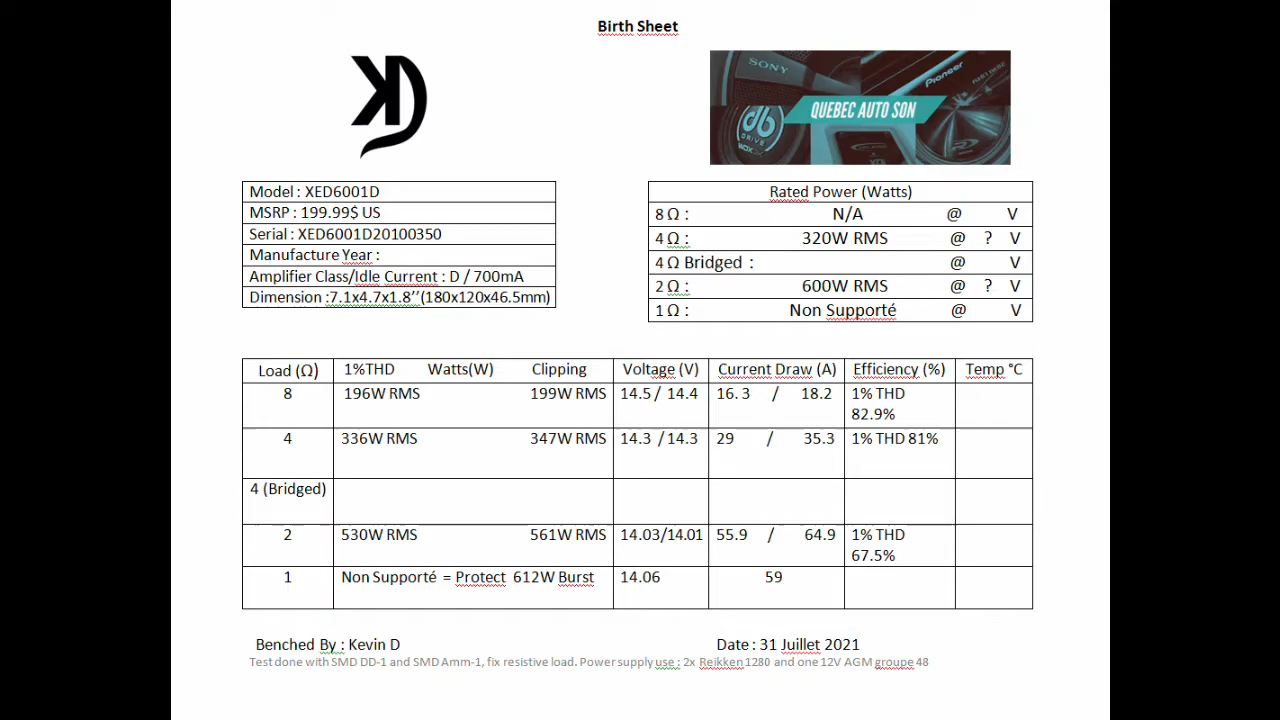 Birth Sheet
KD
SONY
Pioneer
QUEBEC AUTO SON
db
DRIVE
Model : XED6001D
MSRP : 199.99$ US
Serial : XED6001D20100350
Manufacture Year :
Amplifier Class/Idle Current : D / 700mA
Dimension :7.1x4.7x1.8’’(180x120x46.5mm)
Rated Power (Watts)
8 Ω : N/A @ V
4 Ω : 320W RMS @ ? V
4 Ω Bridged : @ V
2 Ω : 600W RMS @ ? V
1 Ω : Non Supporté @ V
Load (Ω) 1%THD Watts(W) Clipping Voltage (V) Current Draw (A) Efficiency (%) Temp °C
8 196W RMS 199W RMS 14.5 / 14.4 16. 3 / 18.2 1% THD
82.9%
4 336W RMS 347W RMS 14.3 / 14.3 29 / 35.3 1% THD 81%
4 (Bridged)
2 530W RMS 561W RMS 14.03/14.01 55.9 / 64.9 1% THD
67.5%
1 Non Supporté = Protect 612W Burst 14.06 59
Benched By : Kevin D Date : 31 Juillet 2021
Test done with SMD DD-1 and SMD Amm-1, fix resistive load. Power supply use : 2x Reikken 1280 and one 12V AGM groupe 48